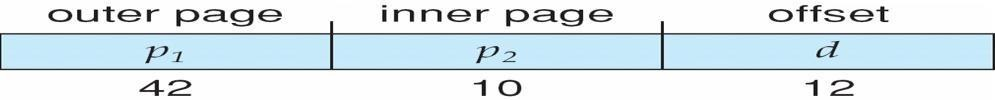 outer page inner page offset
p1 p2 d
42 10 12